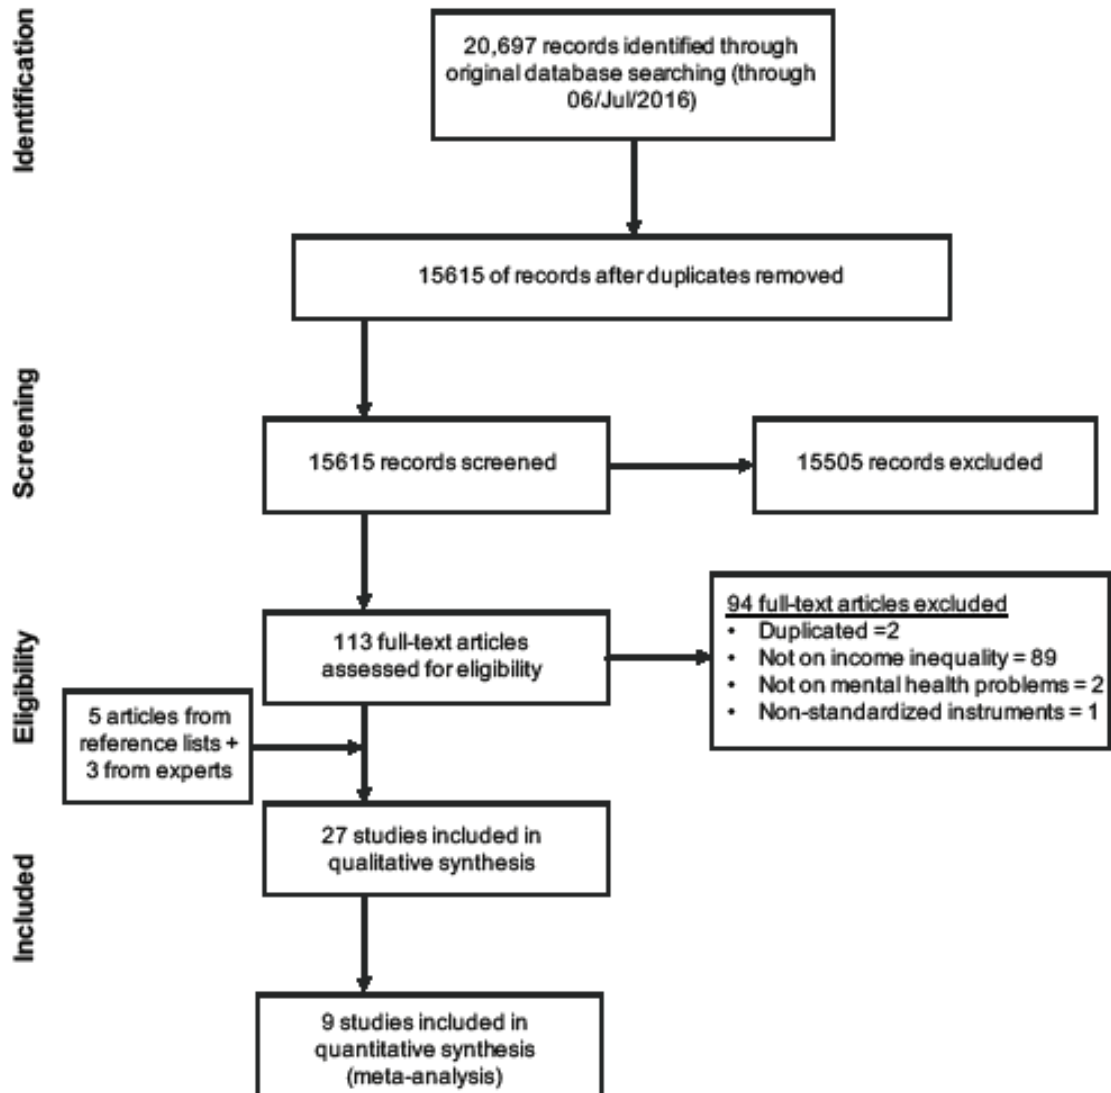 Identification
20,697 records identified through
original database searching (through
06/Jul/2016)
15615 of records after duplicates removed
Screening
15615 records screened
15505 records excluded
Eligibility
113 full-text articles
assessed for eligibility
94 full-text articles excluded
• Duplicated =2
• Not on income inequality = 89
• Not on mental health problems = 2
• Non-standardized instruments = 1
5 articles from
reference lists +
3 from experts
Included
27 studies included in
qualitative synthesis
9 studies included in
quantitative synthesis
(meta-analysis)